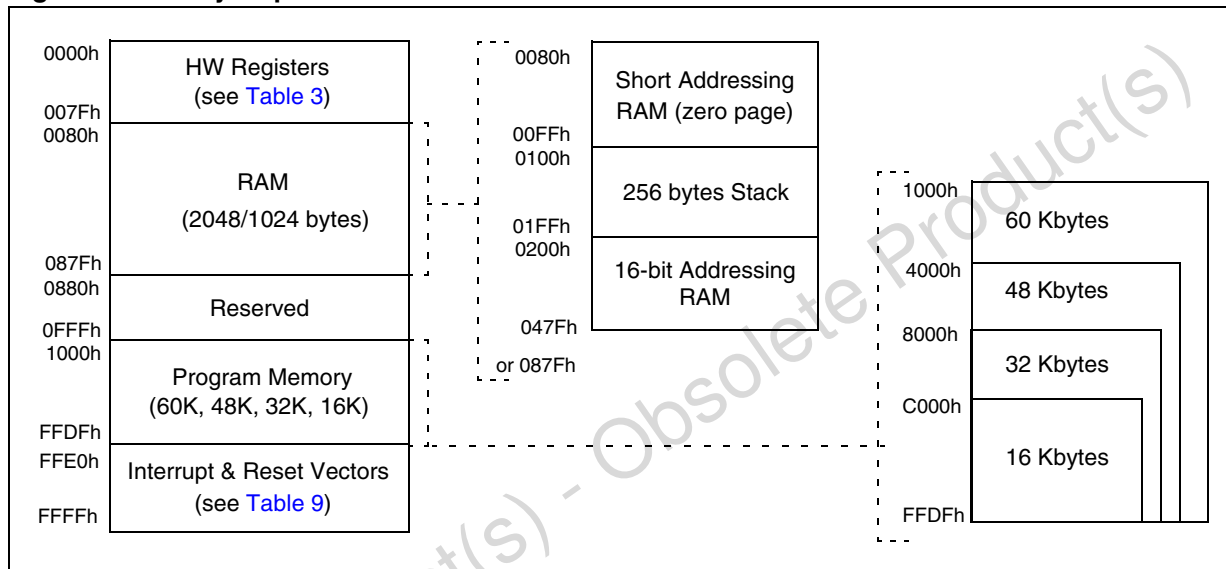 0000h
HW Registers
(see Table 3)
007Fh
0080h
RAM
(2048/1024 bytes)
087Fh
0880h
Reserved
0FFFh
1000h
Program Memory
(60K, 48K, 32K, 16K)
FFDFh
FFE0h
Interrupt & Reset Vectors
(see Table 9)
FFFFh
0080h
Short Addressing
RAM (zero page)
00FFh
0100h
256 bytes Stack
01FFh
0200h
16-bit Addressing
RAM
047Fh
or 087Fh
1000h
60 Kbytes
4000h
48 Kbytes
8000h
32 Kbytes
C000h
16 Kbytes
FFDFh
ct(s) - Obsolete Product(s)